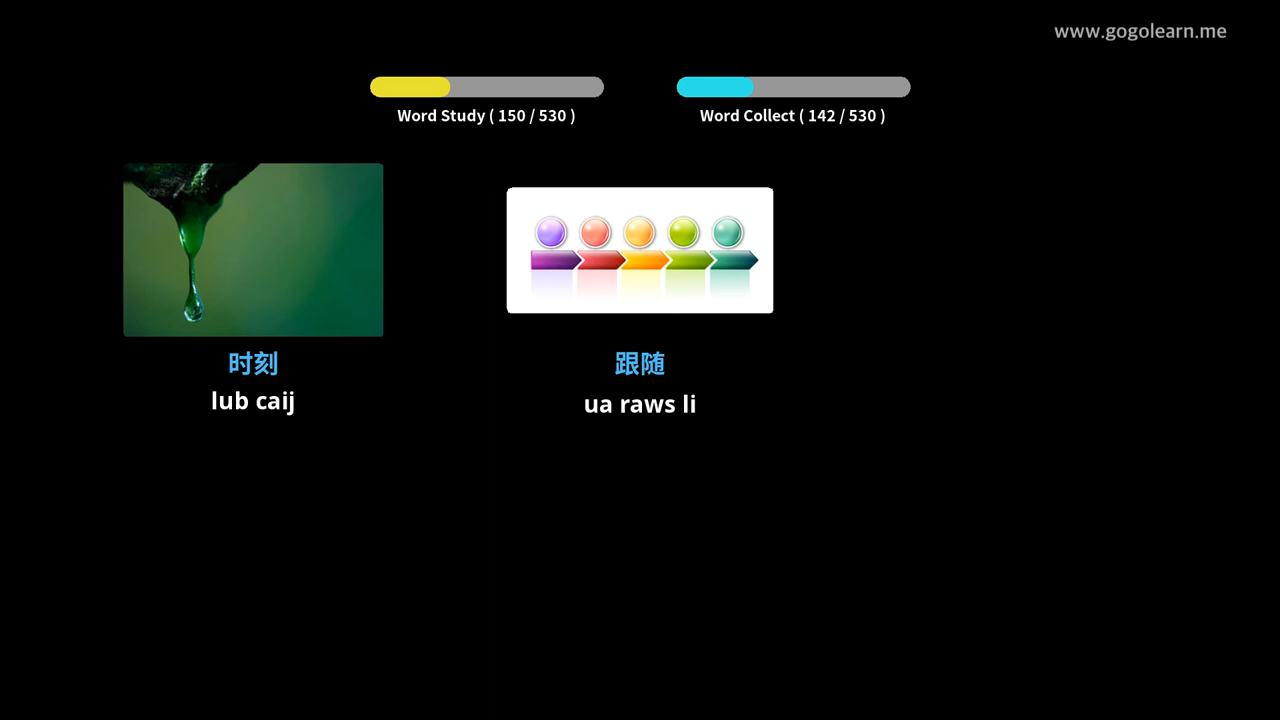 www.gogolearn.me
Word Study ( 150 / 530 )
Word Collect ( 142 / 530 )
时刻
lub caij
跟随
ua raws li